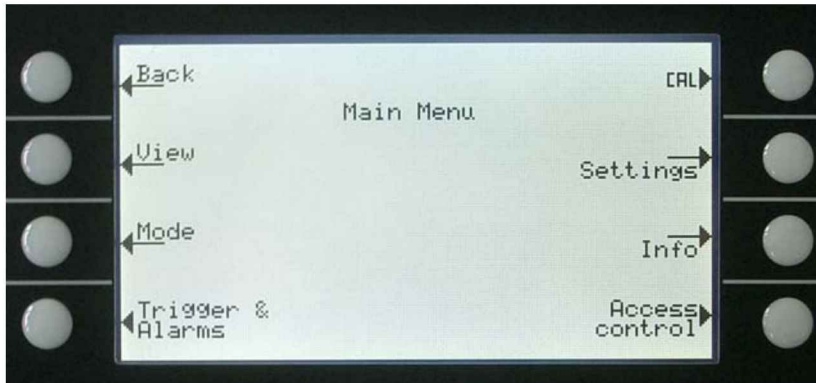 Back
CAL
Main Menu
View
Settings
Mode
Info
Trigger &
Alarms
Access
control